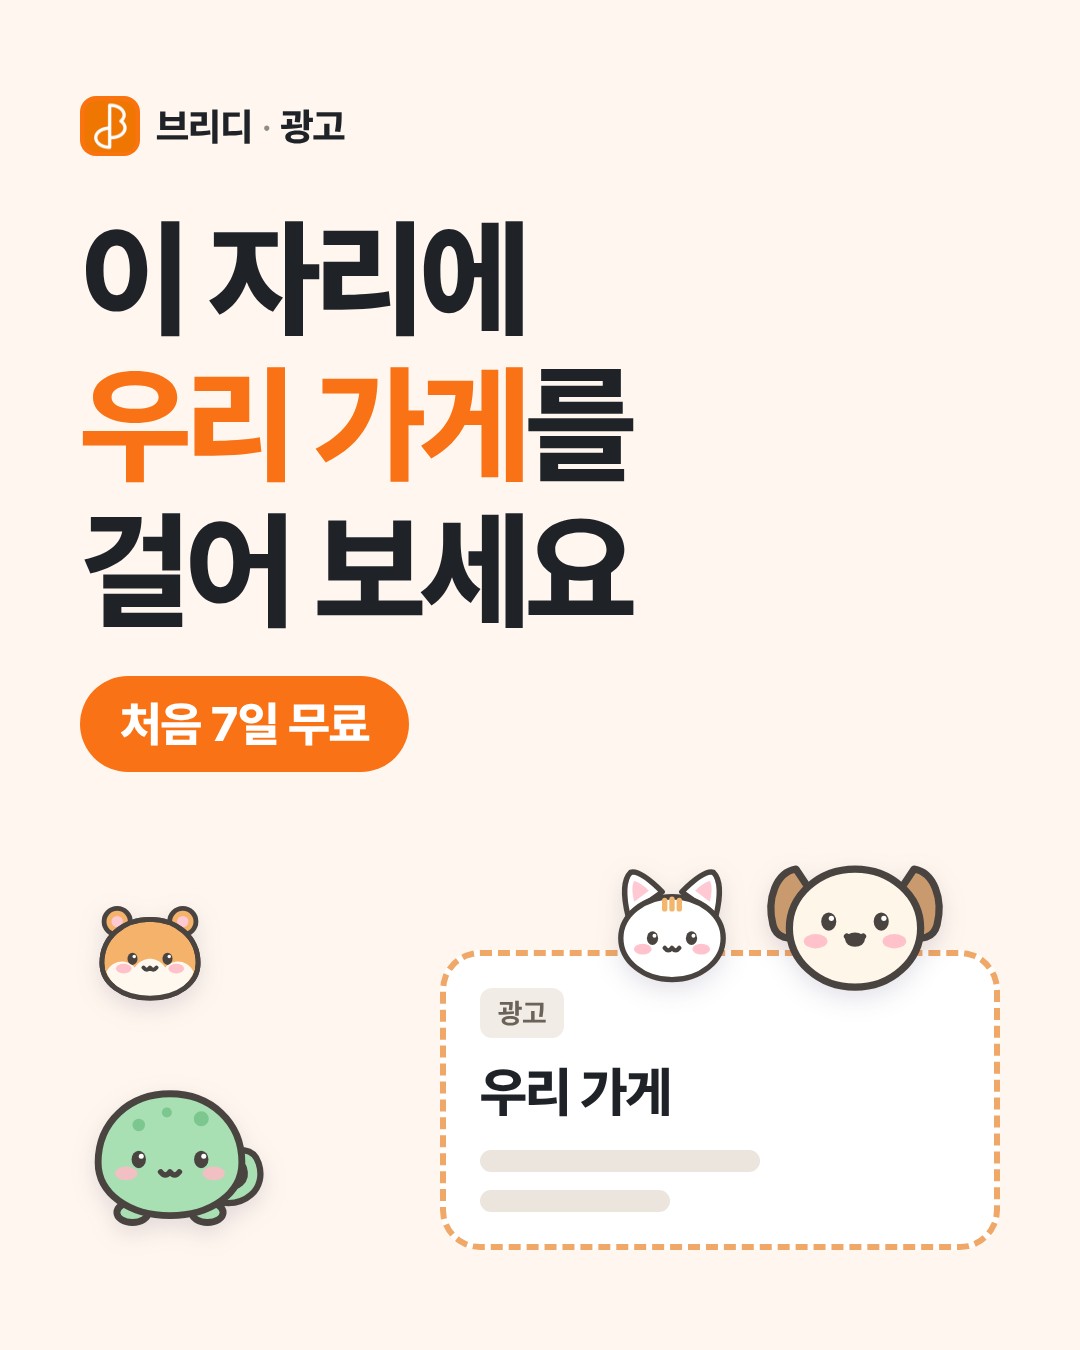 브리디 · 광고
이 자리에
우리 가게를
걸어 보세요
처음 7일 무료
광고
우리 가게